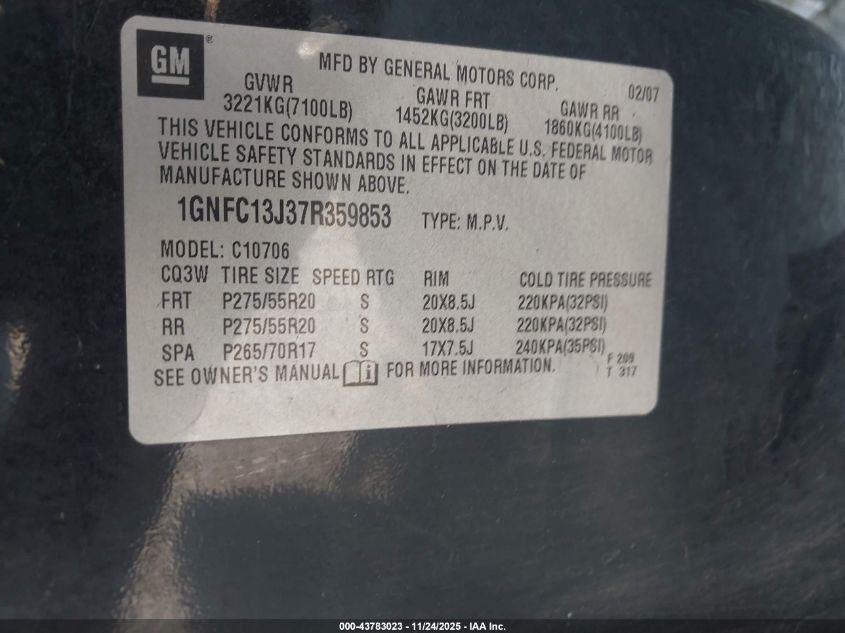 GM ®
MFD BY GENERAL MOTORS CORP. 02/07
GVWR GAWR FRT GAWR RR
3221KG(7100LB) 1452KG(3200LB) 1860KG(4100LB)
THIS VEHICLE CONFORMS TO ALL APPLICABLE U.S. FEDERAL MOTOR
VEHICLE SAFETY STANDARDS IN EFFECT ON THE DATE OF
MANUFACTURE SHOWN ABOVE.
1GNFC13J37R359853 TYPE: M.P.V.
MODEL: C10706
CQ3W TIRE SIZE SPEED RTG RIM COLD TIRE PRESSURE
FRT P275/55R20 S 20X8.5J 220KPA(32PSI)
RR P275/55R20 S 20X8.5J 220KPA(32PSI)
SPA P265/70R17 S 17X7.5J 240KPA(35PSI)
SEE OWNER'S MANUAL i FOR MORE INFORMATION.
F 209
T 317
000-43783023 - 11/24/2025 - IAA Inc.